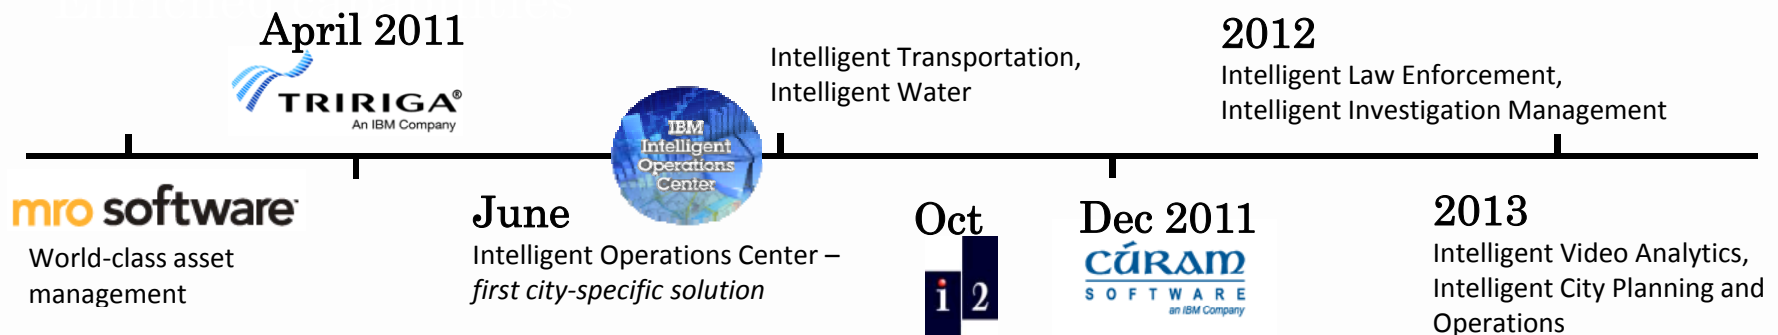 April 2011
TRIRIGA®
An IBM Company
mro software
World-class asset
management
June
Intelligent Operations Center –
first city-specific solution
IBM
Intelligent
Operations
Center
Intelligent Transportation,
Intelligent Water
Oct
i2
Dec 2011
CÚRAM
SOFTWARE
an IBM Company
2012
Intelligent Law Enforcement,
Intelligent Investigation Management
2013
Intelligent Video Analytics,
Intelligent City Planning and
Operations